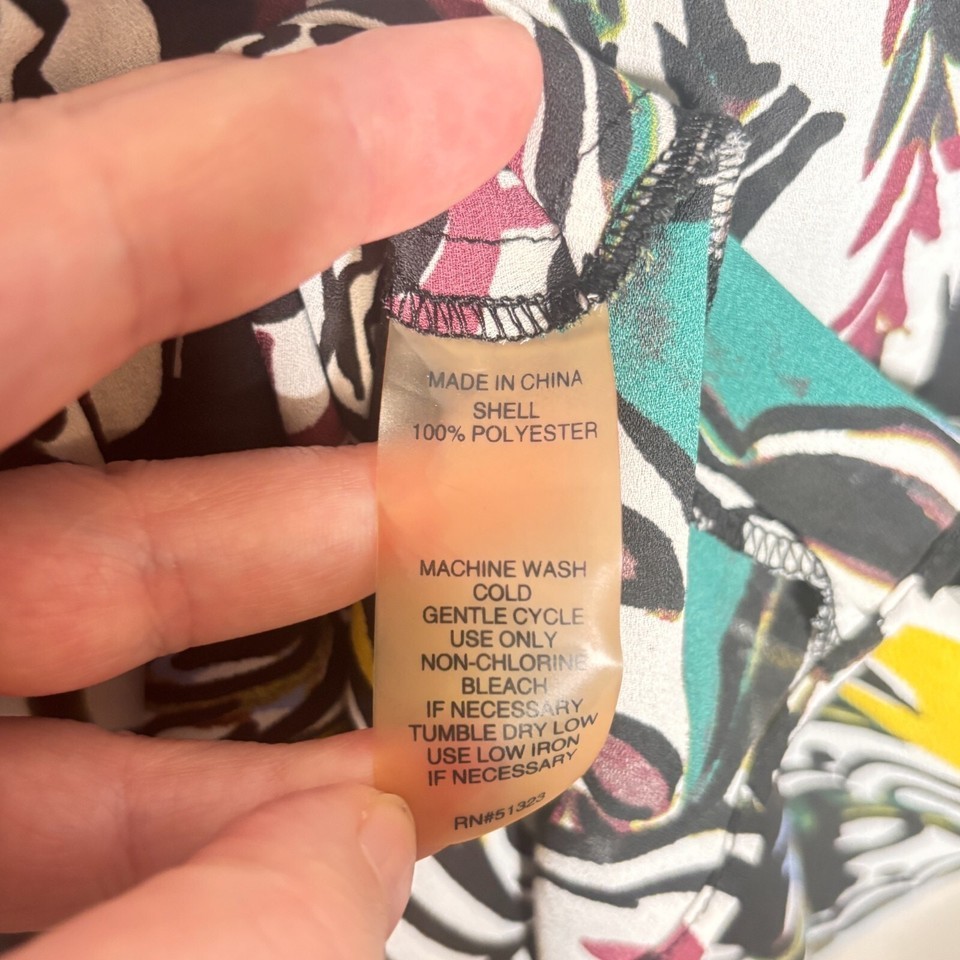 MADE IN CHINA
SHELL
100% POLYESTER
MACHINE WASH
COLD
GENTLE CYCLE
USE ONLY
NON-CHLORINE
BLEACH
IF NECESSARY
TUMBLE DRY LOW
USE LOW IRON
IF NECESSARY
RN#51323